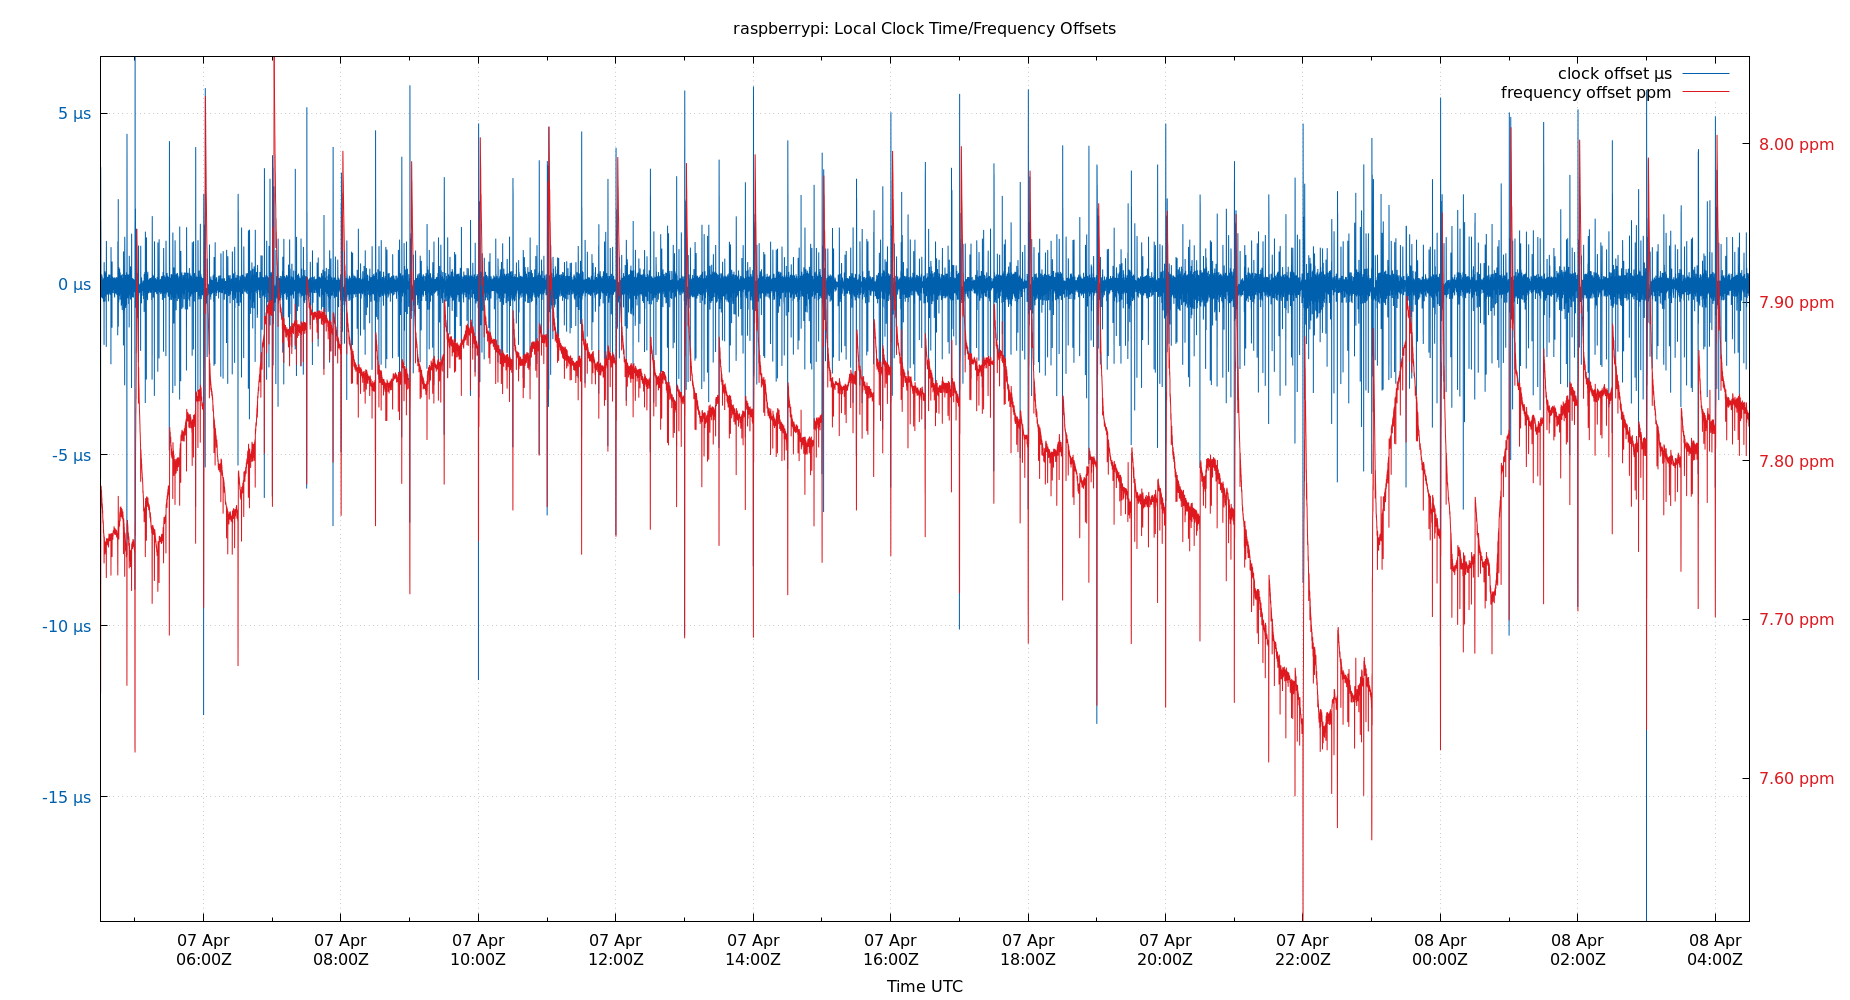 raspberrypi: Local Clock Time/Frequency Offsets
clock offset µs
frequency offset ppm
5 µs
0 µs
-5 µs
-10 µs
-15 µs
8.00 ppm
7.90 ppm
7.80 ppm
7.70 ppm
7.60 ppm
07 Apr 07 Apr 07 Apr 07 Apr 07 Apr 07 Apr 07 Apr 07 Apr 07 Apr 08 Apr 08 Apr 08 Apr
06:00Z 08:00Z 10:00Z 12:00Z 14:00Z 16:00Z 18:00Z 20:00Z 22:00Z 00:00Z 02:00Z 04:00Z
Time UTC